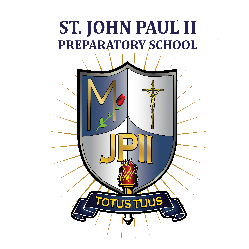 ST. JOHN PAUL II
PREPARATORY SCHOOL
M
JPII
TOTUS TUUS